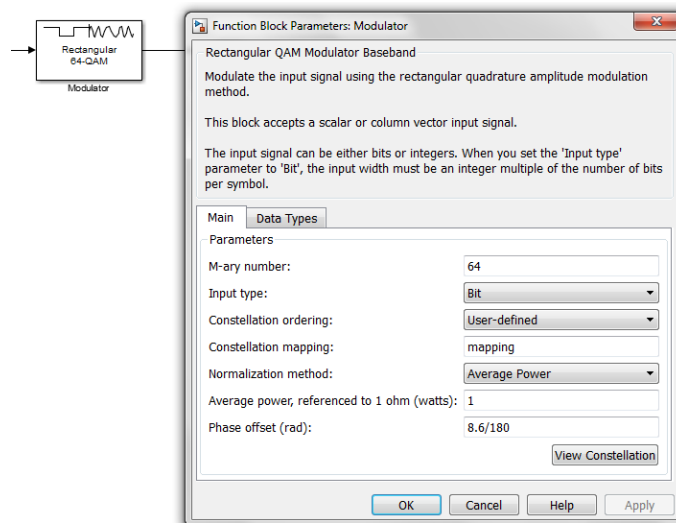 Rectangular
64-QAM
Modulator
Function Block Parameters: Modulator
Rectangular QAM Modulator Baseband
Modulate the input signal using the rectangular quadrature amplitude modulation
method.
This block accepts a scalar or column vector input signal.
The input signal can be either bits or integers. When you set the 'Input type'
parameter to 'Bit', the input width must be an integer multiple of the number of bits
per symbol.
Main Data Types
Parameters
M-ary number: 64
Input type: Bit
Constellation ordering: User-defined
Constellation mapping: mapping
Normalization method: Average Power
Average power, referenced to 1 ohm (watts): 1
Phase offset (rad): 8.6/180
View Constellation
OK Cancel Help Apply